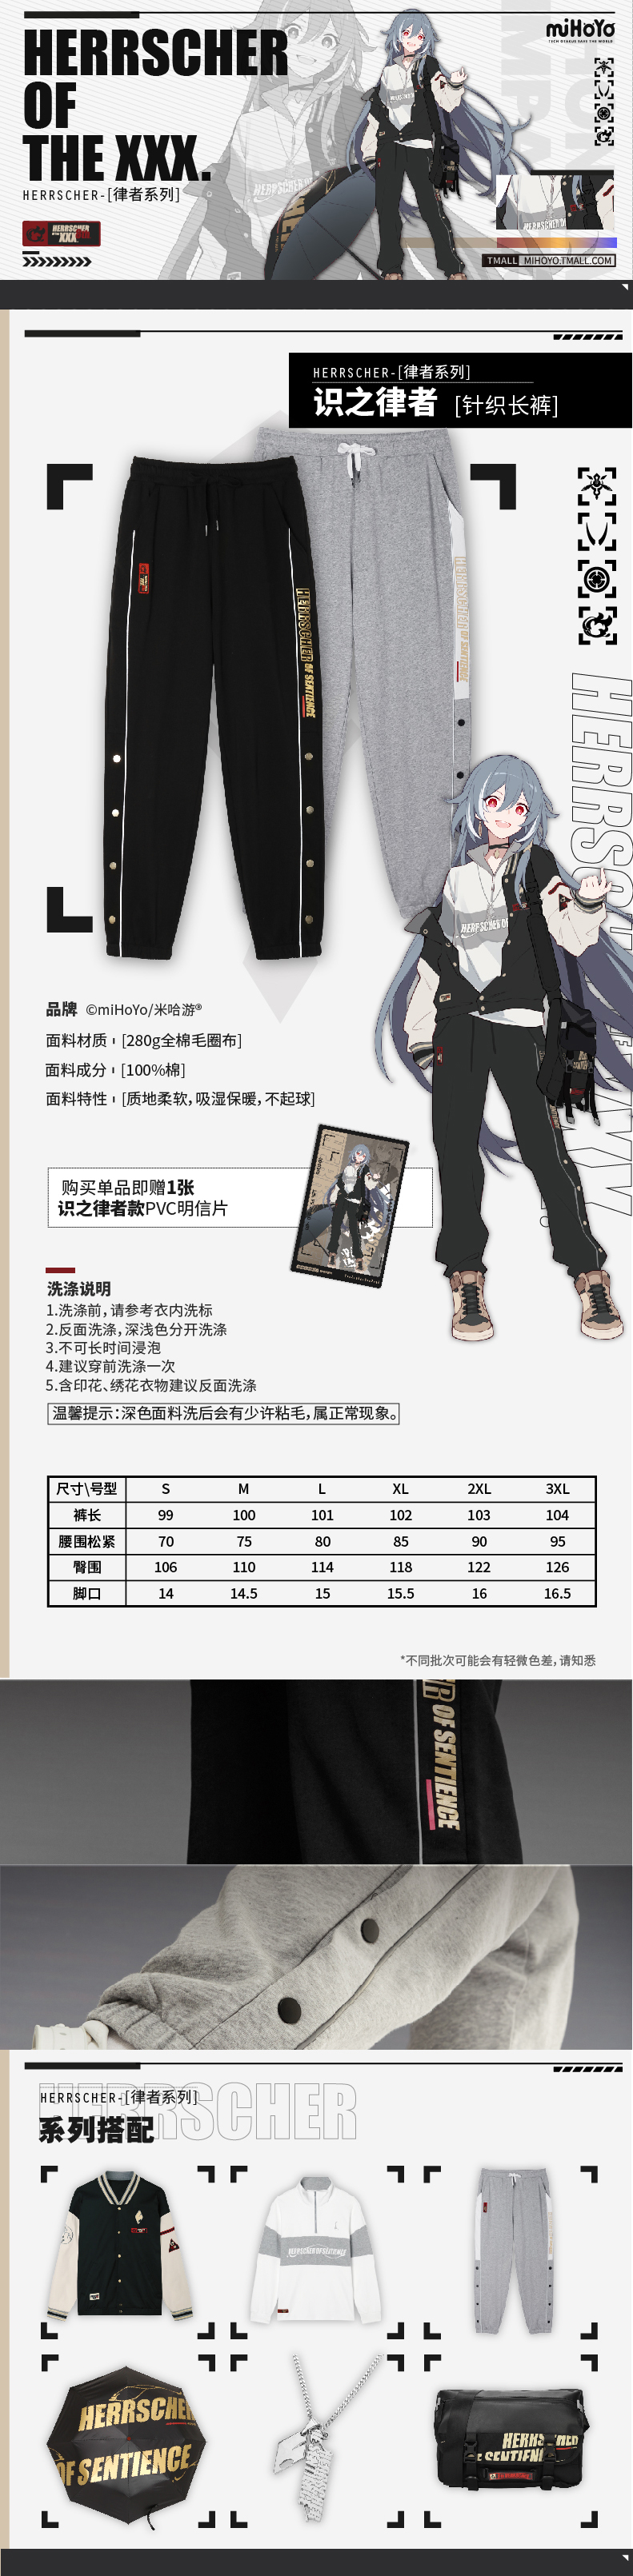 HERRSCHER
OF
THE XXX.
HERRSCHER-[律者系列]
miHoYo
TECH OTAKUS SAVE THE WORLD
HERRSCHER
XXX
TMALL MIHOYO.TMALL.COM
HERRSCHER OF
HERRSCHER-[律者系列]
识之律者 [针织长裤]
HERRSCHER OF SENTIENCE
HERRSCHER OF SENTIENCE
HERRSCHER OF
品牌 ©miHoYo/米哈游®
面料材质 [280g全棉毛圈布]
面料成分 [100%棉]
面料特性 [质地柔软，吸湿保暖，不起球]
购买单品即赠1张
识之律者款PVC明信片
洗涤说明
1.洗涤前，请参考衣内洗标
2.反面洗涤，深浅色分开洗涤
3.不可长时间浸泡
4.建议穿前洗涤一次
5.含印花、绣花衣物建议反面洗涤
温馨提示：深色面料洗后会有少许粘毛，属正常现象。
尺寸\号型 S M L XL 2XL 3XL
裤长 99 100 101 102 103 104
腰围松紧 70 75 80 85 90 95
臀围 106 110 114 118 122 126
脚口 14 14.5 15 15.5 16 16.5
*不同批次可能会有轻微色差，请知悉
OF SENTIENCE
HERRSCHER
HERRSCHER-[律者系列]
系列搭配
HERRSCHER OF SENTIENCE
HERRSCHER
OF SENTIENCE